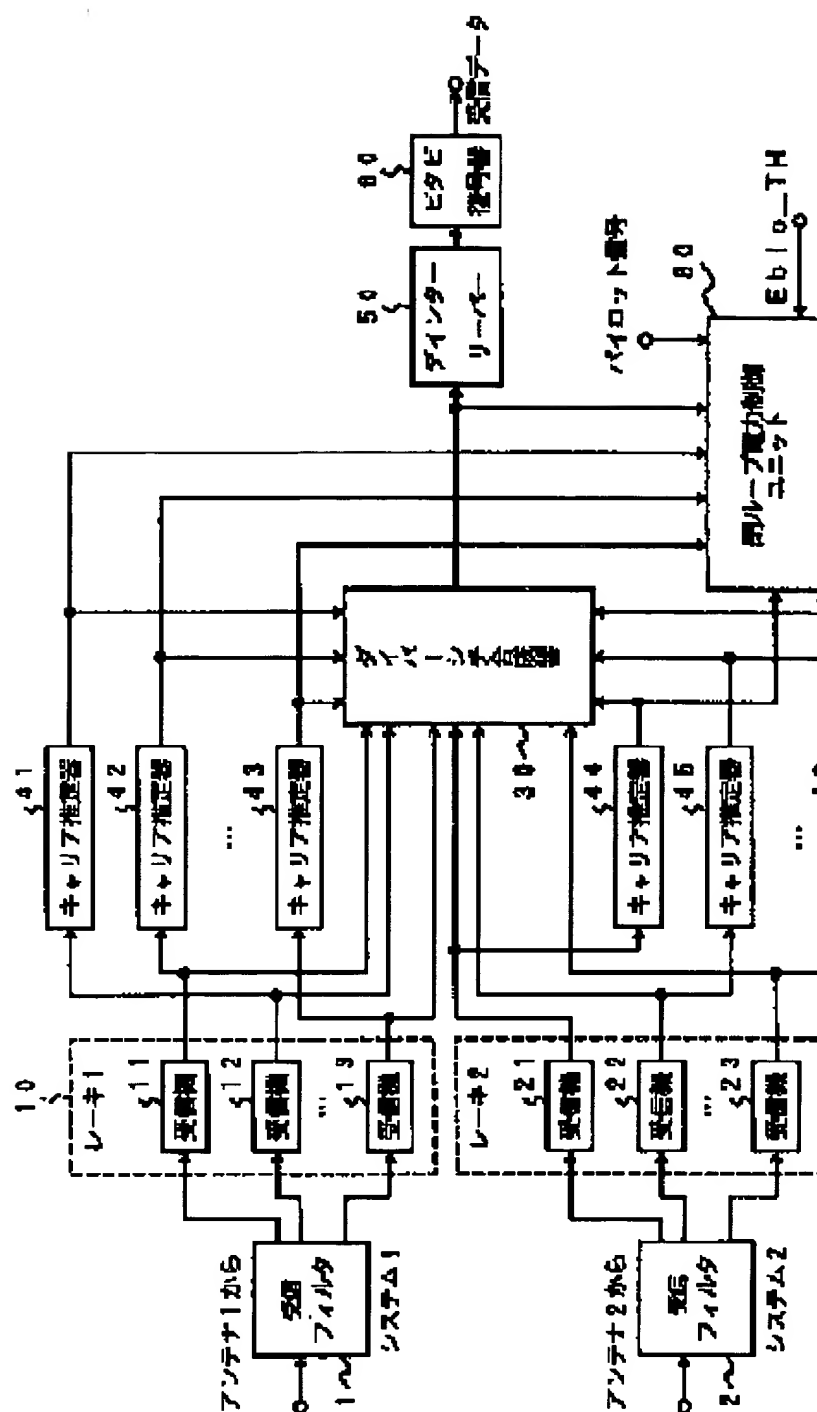 10
レーキ1
アンテナ1から
受信
フィルタ
システム1
1
受信機
11
受信機
12
...
受信機
13
キャリア推定器
41
キャリア推定器
42
...
キャリア推定器
43
ダイバーシチ合成器
30
ディンター
リーバー
50
ビタビ
復号器
受信データ
パイロット信号
80
EbIo_TH
閉ループ電力制御
ユニット
レーキ2
アンテナ2から
受信
フィルタ
システム2
2
受信機
21
受信機
22
...
受信機
23
キャリア推定器
44
キャリア推定器
45
...